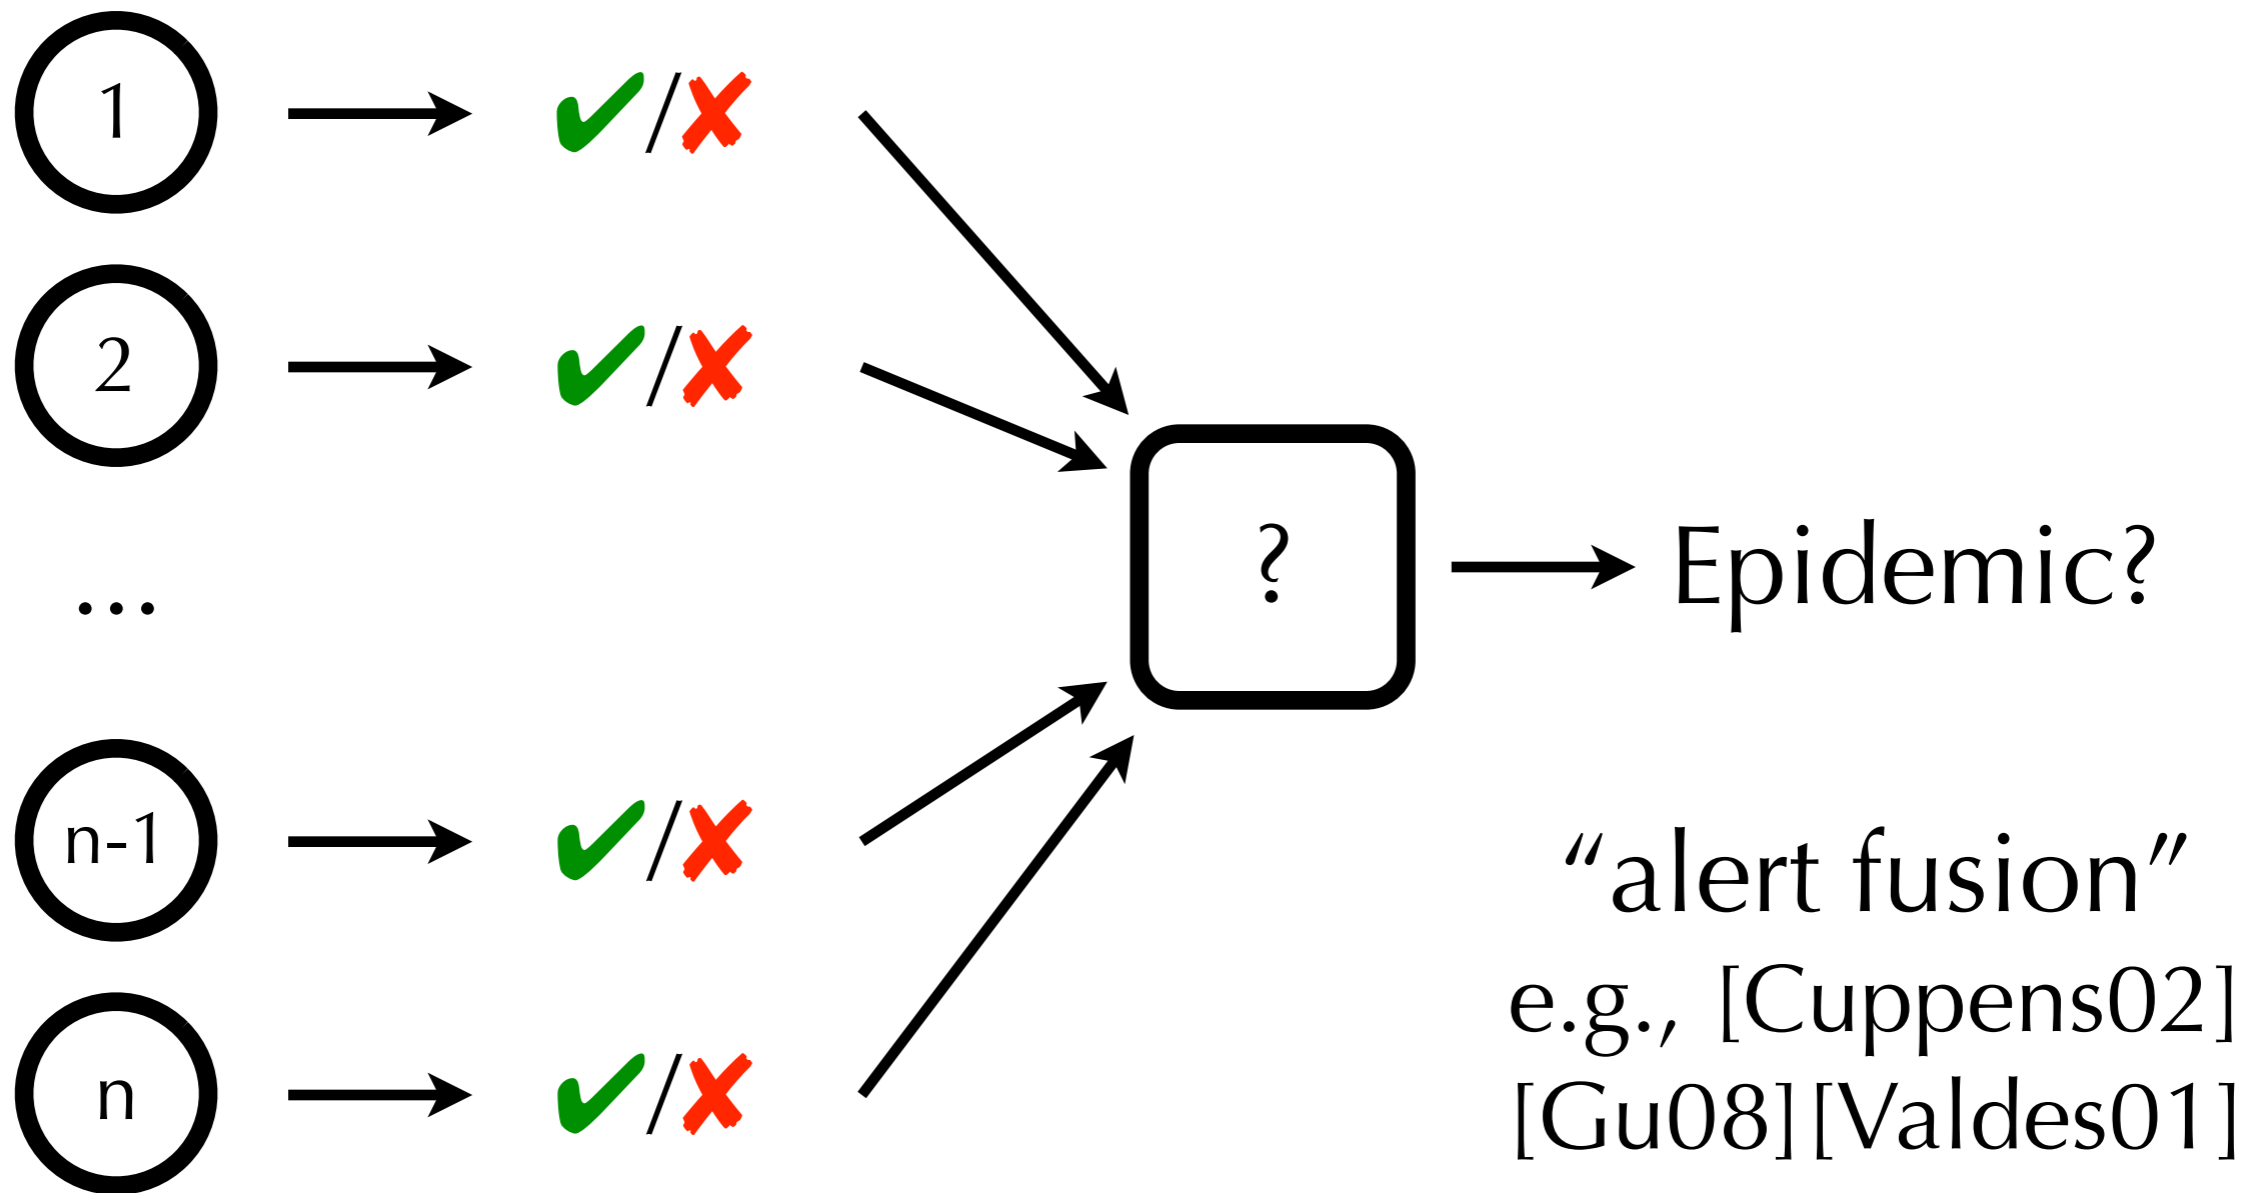 1 ✔/✘
2 ✔/✘
...
? Epidemic?
n-1 ✔/✘
n ✔/✘
“alert fusion”
e.g., [Cuppens02]
[Gu08][Valdes01]